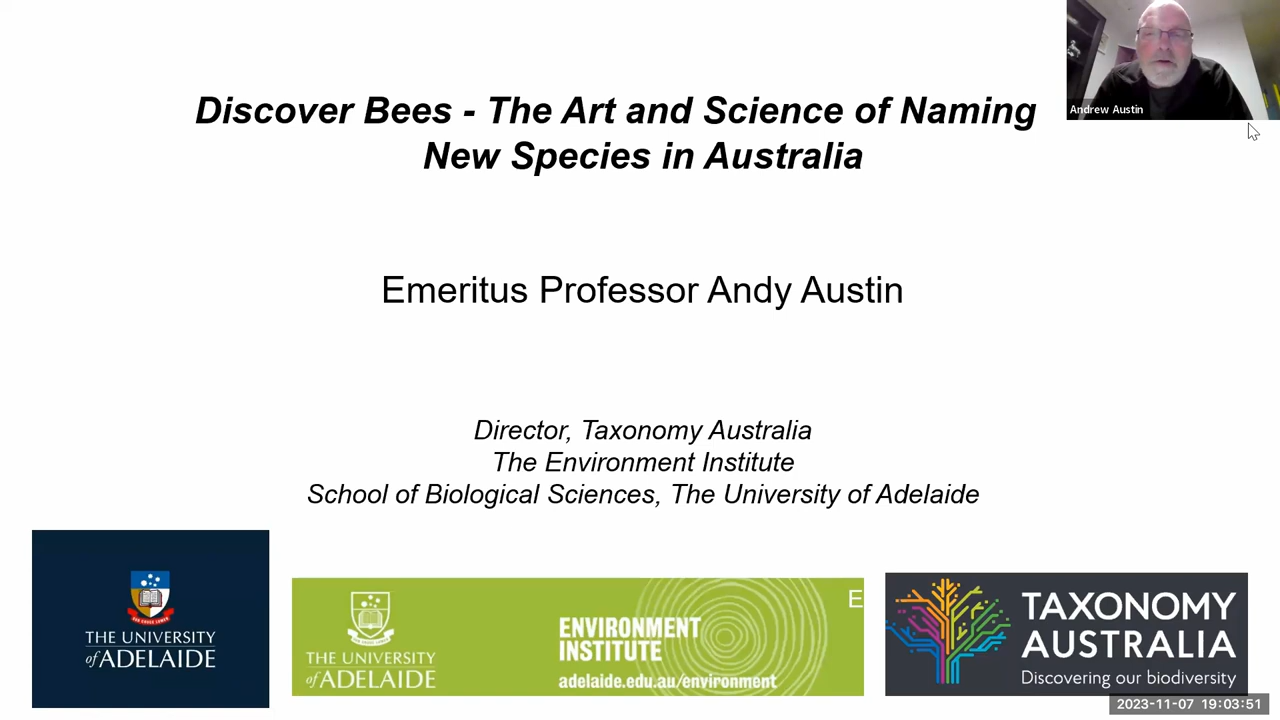 Discover Bees - The Art and Science of Naming
New Species in Australia
Andrew Austin
Emeritus Professor Andy Austin
Director, Taxonomy Australia
The Environment Institute
School of Biological Sciences, The University of Adelaide
THE UNIVERSITY
of ADELAIDE
THE UNIVERSITY
of ADELAIDE
ENVIRONMENT
INSTITUTE
adelaide.edu.au/environment
E
TAXONOMY
AUSTRALIA
Discovering our biodiversity
2023-11-07 19:03:51